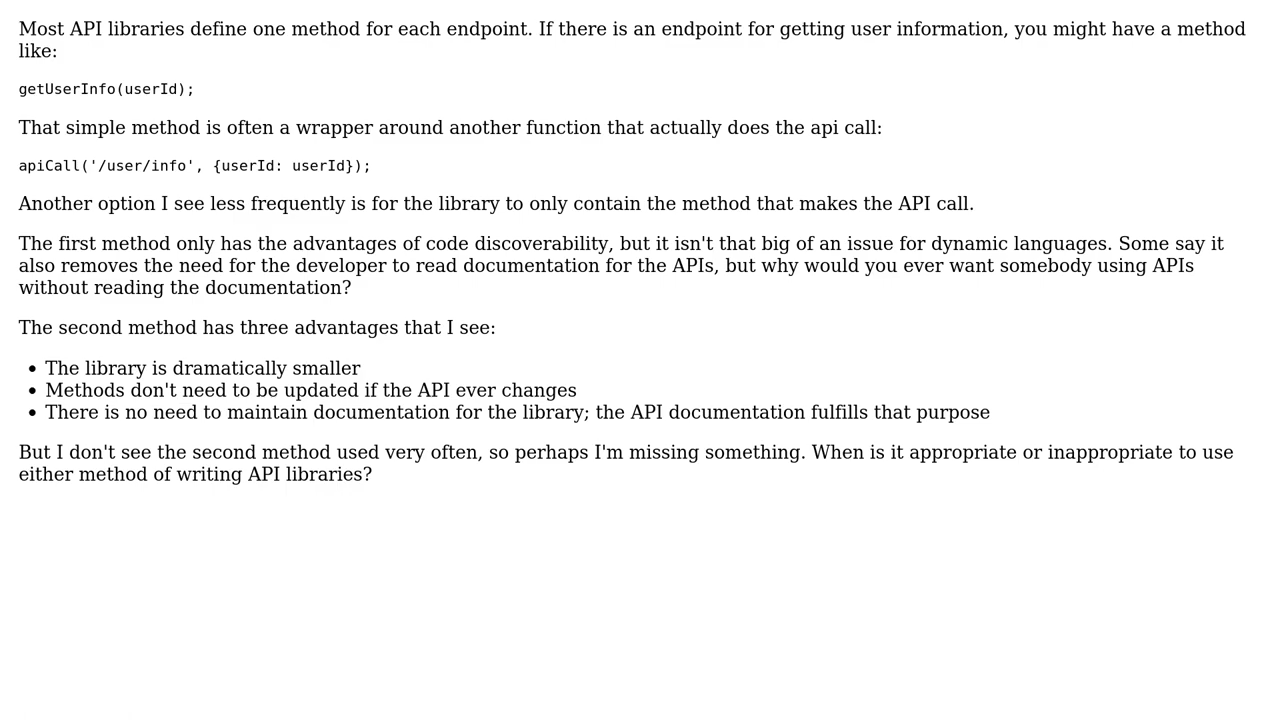 Most API libraries define one method for each endpoint. If there is an endpoint for getting user information, you might have a method
like:
getUserInfo(userId);
That simple method is often a wrapper around another function that actually does the api call:
apiCall('/user/info', {userId: userId});
Another option I see less frequently is for the library to only contain the method that makes the API call.
The first method only has the advantages of code discoverability, but it isn't that big of an issue for dynamic languages. Some say it
also removes the need for the developer to read documentation for the APIs, but why would you ever want somebody using APIs
without reading the documentation?
The second method has three advantages that I see:
• The library is dramatically smaller
• Methods don't need to be updated if the API ever changes
• There is no need to maintain documentation for the library; the API documentation fulfills that purpose
But I don't see the second method used very often, so perhaps I'm missing something. When is it appropriate or inappropriate to use
either method of writing API libraries?